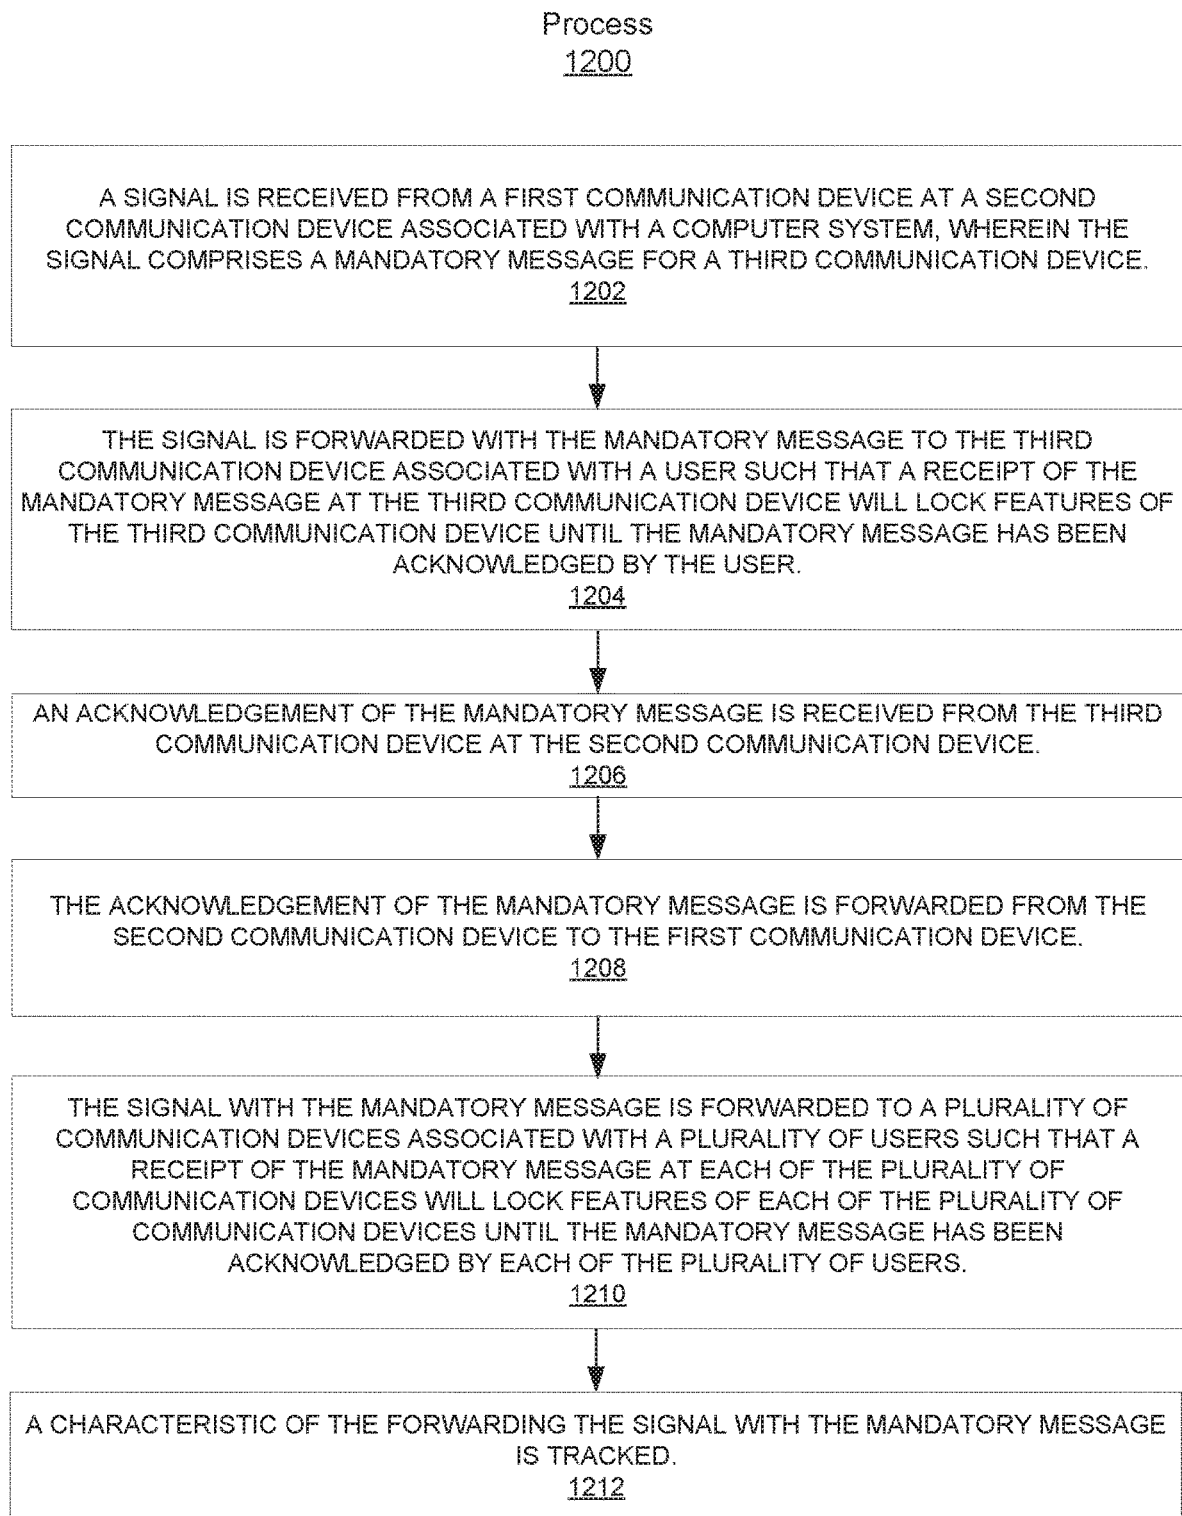 Process
1200
A SIGNAL IS RECEIVED FROM A FIRST COMMUNICATION DEVICE AT A SECOND
COMMUNICATION DEVICE ASSOCIATED WITH A COMPUTER SYSTEM, WHEREIN THE
SIGNAL COMPRISES A MANDATORY MESSAGE FOR A THIRD COMMUNICATION DEVICE.
1202
THE SIGNAL IS FORWARDED WITH THE MANDATORY MESSAGE TO THE THIRD
COMMUNICATION DEVICE ASSOCIATED WITH A USER SUCH THAT A RECEIPT OF THE
MANDATORY MESSAGE AT THE THIRD COMMUNICATION DEVICE WILL LOCK FEATURES OF
THE THIRD COMMUNICATION DEVICE UNTIL THE MANDATORY MESSAGE HAS BEEN
ACKNOWLEDGED BY THE USER.
1204
AN ACKNOWLEDGEMENT OF THE MANDATORY MESSAGE IS RECEIVED FROM THE THIRD
COMMUNICATION DEVICE AT THE SECOND COMMUNICATION DEVICE.
1206
THE ACKNOWLEDGEMENT OF THE MANDATORY MESSAGE IS FORWARDED FROM THE
SECOND COMMUNICATION DEVICE TO THE FIRST COMMUNICATION DEVICE.
1208
THE SIGNAL WITH THE MANDATORY MESSAGE IS FORWARDED TO A PLURALITY OF
COMMUNICATION DEVICES ASSOCIATED WITH A PLURALITY OF USERS SUCH THAT A
RECEIPT OF THE MANDATORY MESSAGE AT EACH OF THE PLURALITY OF
COMMUNICATION DEVICES WILL LOCK FEATURES OF EACH OF THE PLURALITY OF
COMMUNICATION DEVICES UNTIL THE MANDATORY MESSAGE HAS BEEN
ACKNOWLEDGED BY EACH OF THE PLURALITY OF USERS.
1210
A CHARACTERISTIC OF THE FORWARDING THE SIGNAL WITH THE MANDATORY MESSAGE
IS TRACKED.
1212